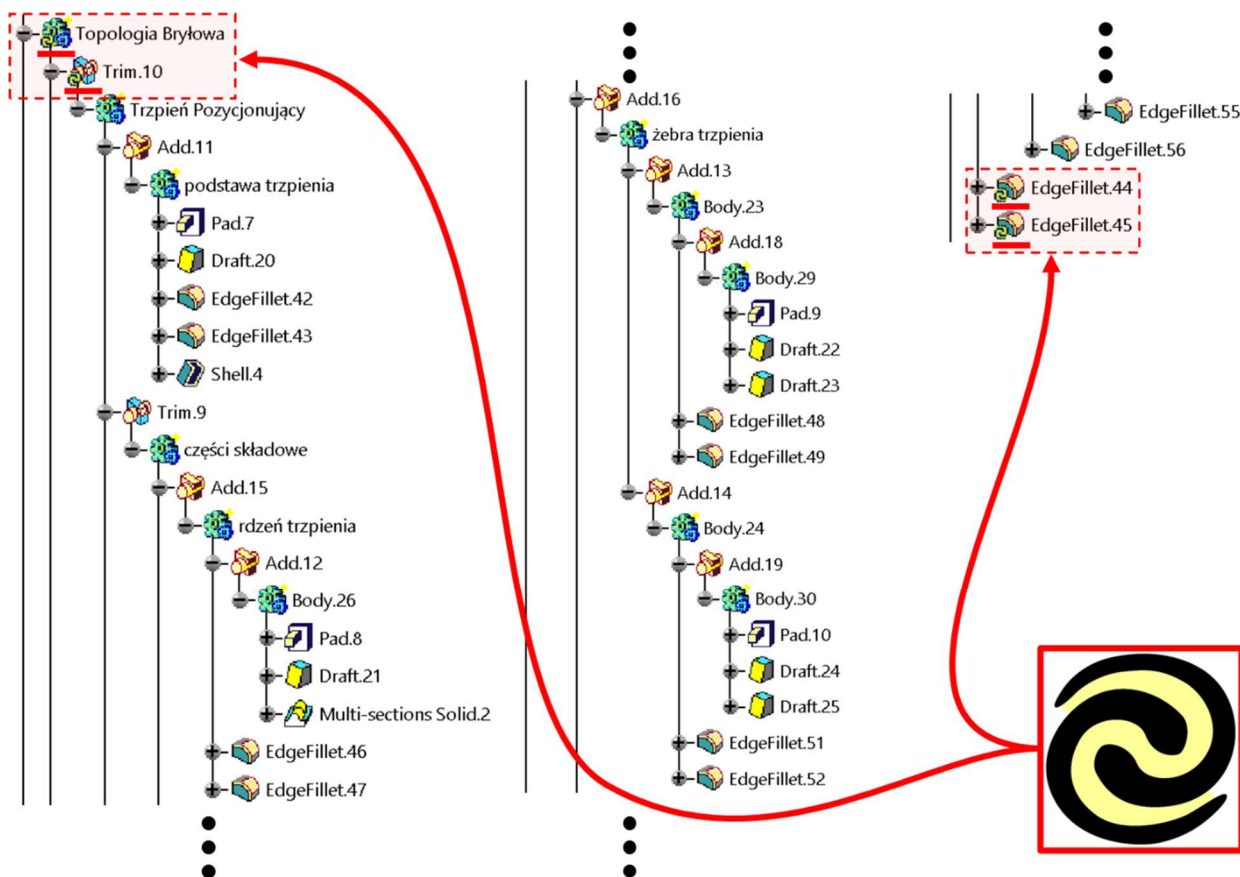 Topologia Bryłowa
Trim.10
Trzpień Pozycjonujący
Add.11
podstawa trzpienia
Pad.7
Draft.20
EdgeFillet.42
EdgeFillet.43
Shell.4
Trim.9
części składowe
Add.15
rdzeń trzpienia
Add.12
Body.26
Pad.8
Draft.21
Multi-sections Solid.2
EdgeFillet.46
EdgeFillet.47
Add.16
żebra trzpienia
Add.13
Body.23
Add.18
Body.29
Pad.9
Draft.22
Draft.23
EdgeFillet.48
EdgeFillet.49
Add.14
Body.24
Add.19
Body.30
Pad.10
Draft.24
Draft.25
EdgeFillet.51
EdgeFillet.52
EdgeFillet.55
EdgeFillet.56
EdgeFillet.44
EdgeFillet.45